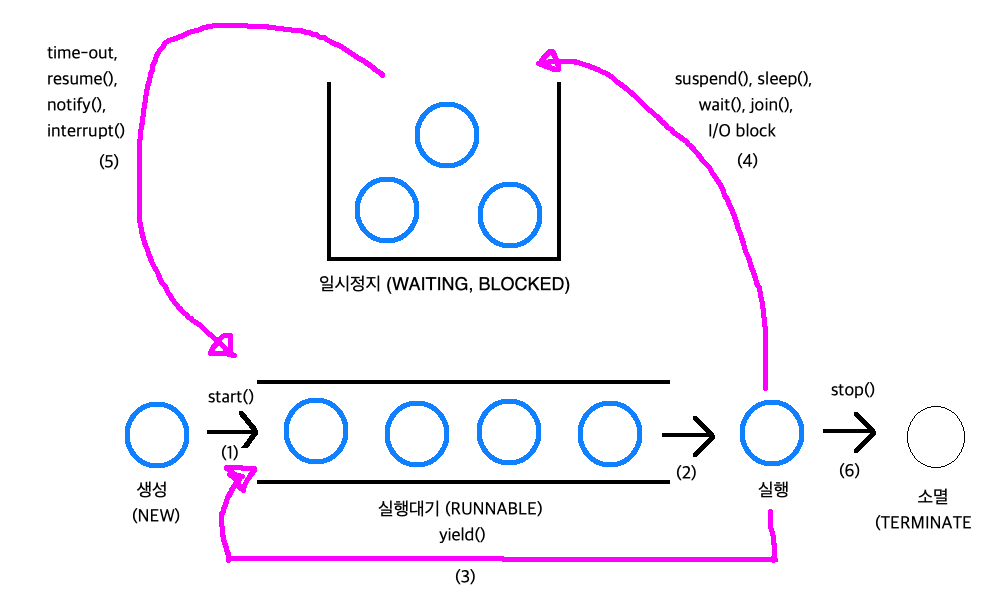 time-out,
resume(),
notify(),
interrupt()
(5)
suspend(), sleep(),
wait(), join(),
I/O block
(4)
일시정지 (WAITING, BLOCKED)
start()
(1)
생성
(NEW)
실행대기 (RUNNABLE)
yield()
(2)
실행
stop()
(6)
소멸
(TERMINATE
(3)